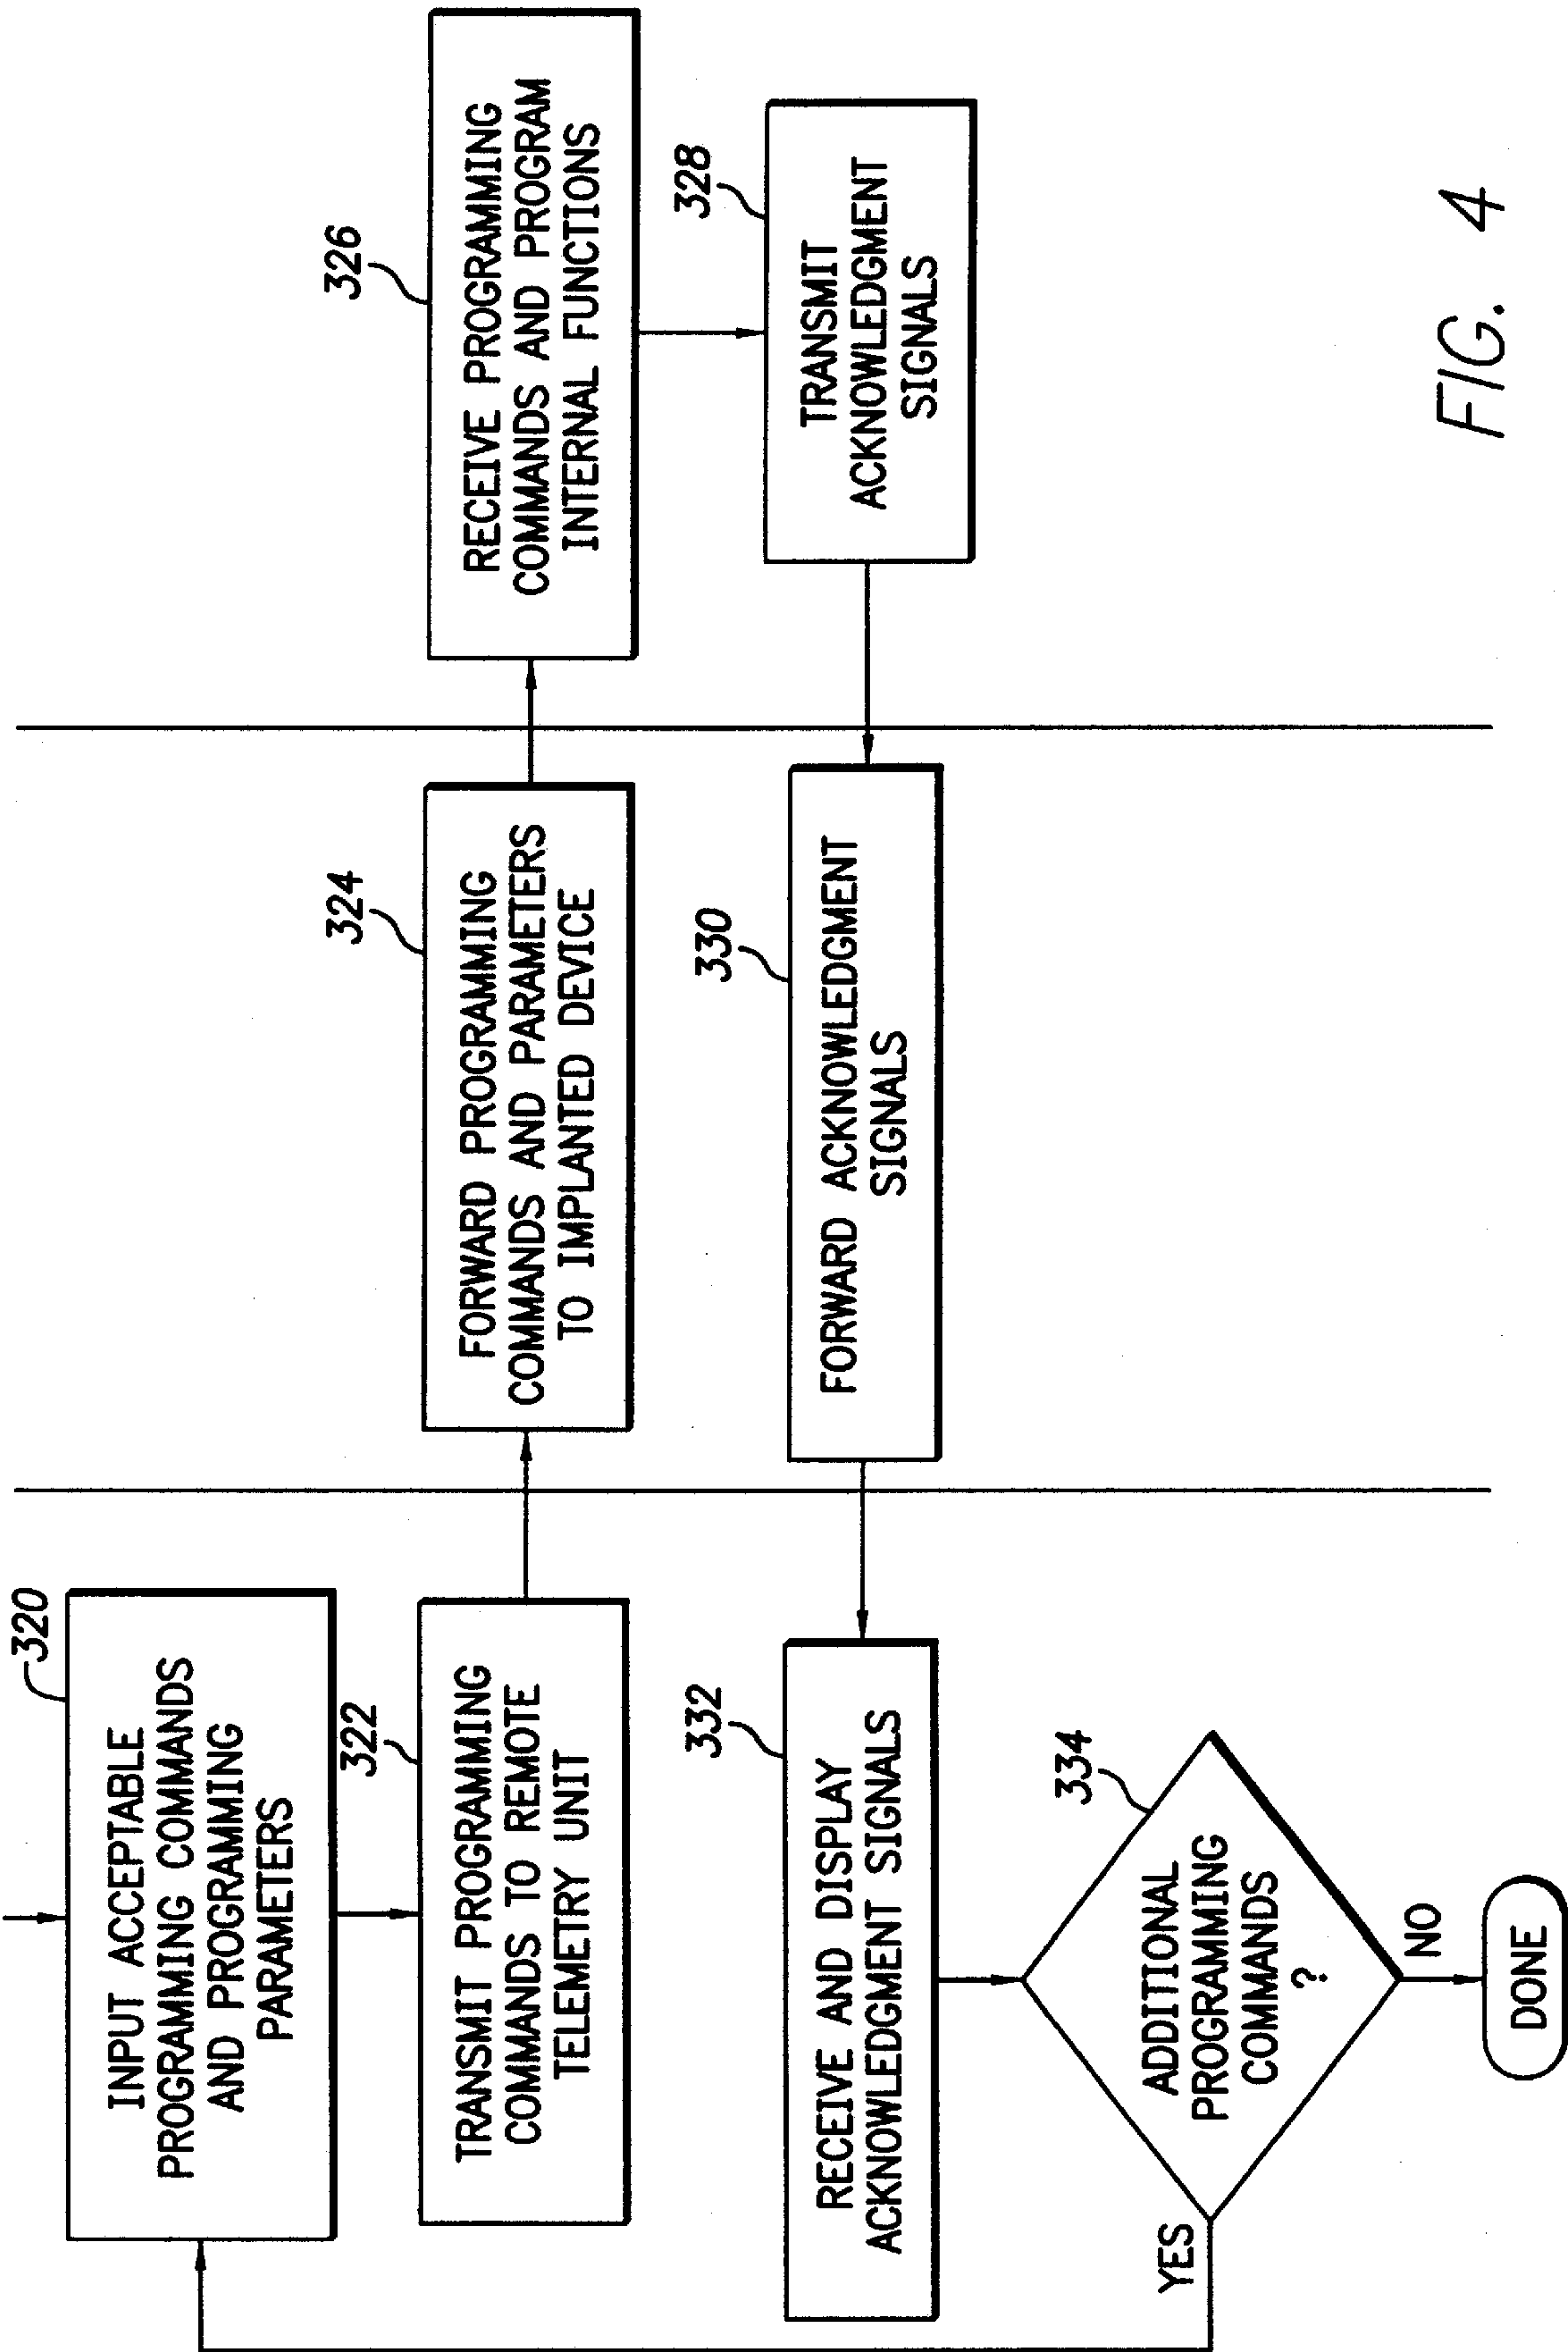 320
INPUT ACCEPTABLE
PROGRAMMING COMMANDS
AND PROGRAMMING
PARAMETERS
322
TRANSMIT PROGRAMMING
COMMANDS TO REMOTE
TELEMETRY UNIT
324
FORWARD PROGRAMMING
COMMANDS AND PARAMETERS
TO IMPLANTED DEVICE
326
RECEIVE PROGRAMMING
COMMANDS AND PROGRAM
INTERNAL FUNCTIONS
328
TRANSMIT
ACKNOWLEDGMENT
SIGNALS
330
FORWARD ACKNOWLEDGMENT
SIGNALS
332
RECEIVE AND DISPLAY
ACKNOWLEDGMENT SIGNALS
334
ADDITIONAL
PROGRAMMING
COMMANDS
?
YES
NO
DONE
FIG. 4